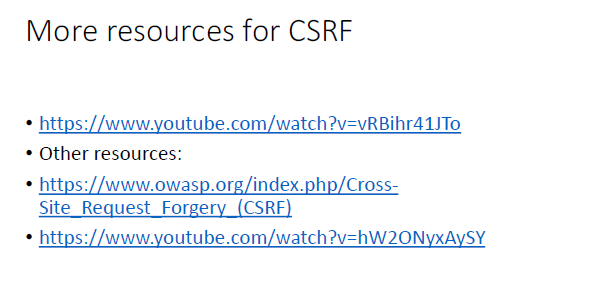 More resources for CSRF
• https://www.youtube.com/watch?v=vRBihr41JTo
• Other resources:
• https://www.owasp.org/index.php/Cross-
Site_Request_Forgery_(CSRF)
• https://www.youtube.com/watch?v=hW2ONyxAySY